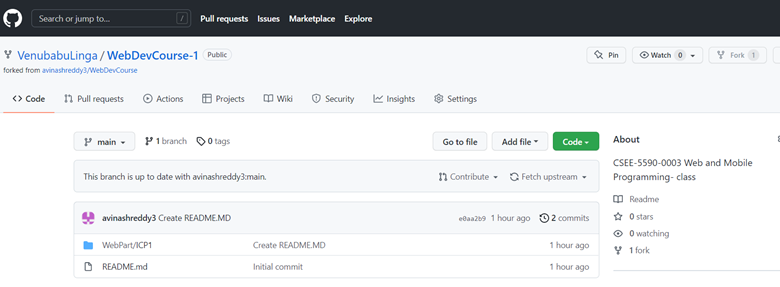 Search or jump to... / Pull requests Issues Marketplace Explore
VenubabuLinga / WebDevCourse-1 Public Pin Watch 0 Fork 1
forked from avinashreddy3/WebDevCourse
Code Pull requests Actions Projects Wiki Security Insights Settings
main 1 branch 0 tags Go to file Add file Code
About
This branch is up to date with avinashreddy3:main. Contribute Fetch upstream
CSEE-5590-0003 Web and Mobile
Programming- class
avinashreddy3 Create README.MD e0aa2b9 1 hour ago 2 commits
WebPart/ICP1 Create README.MD 1 hour ago
README.md Initial commit 1 hour ago
Readme
0 stars
0 watching
1 fork